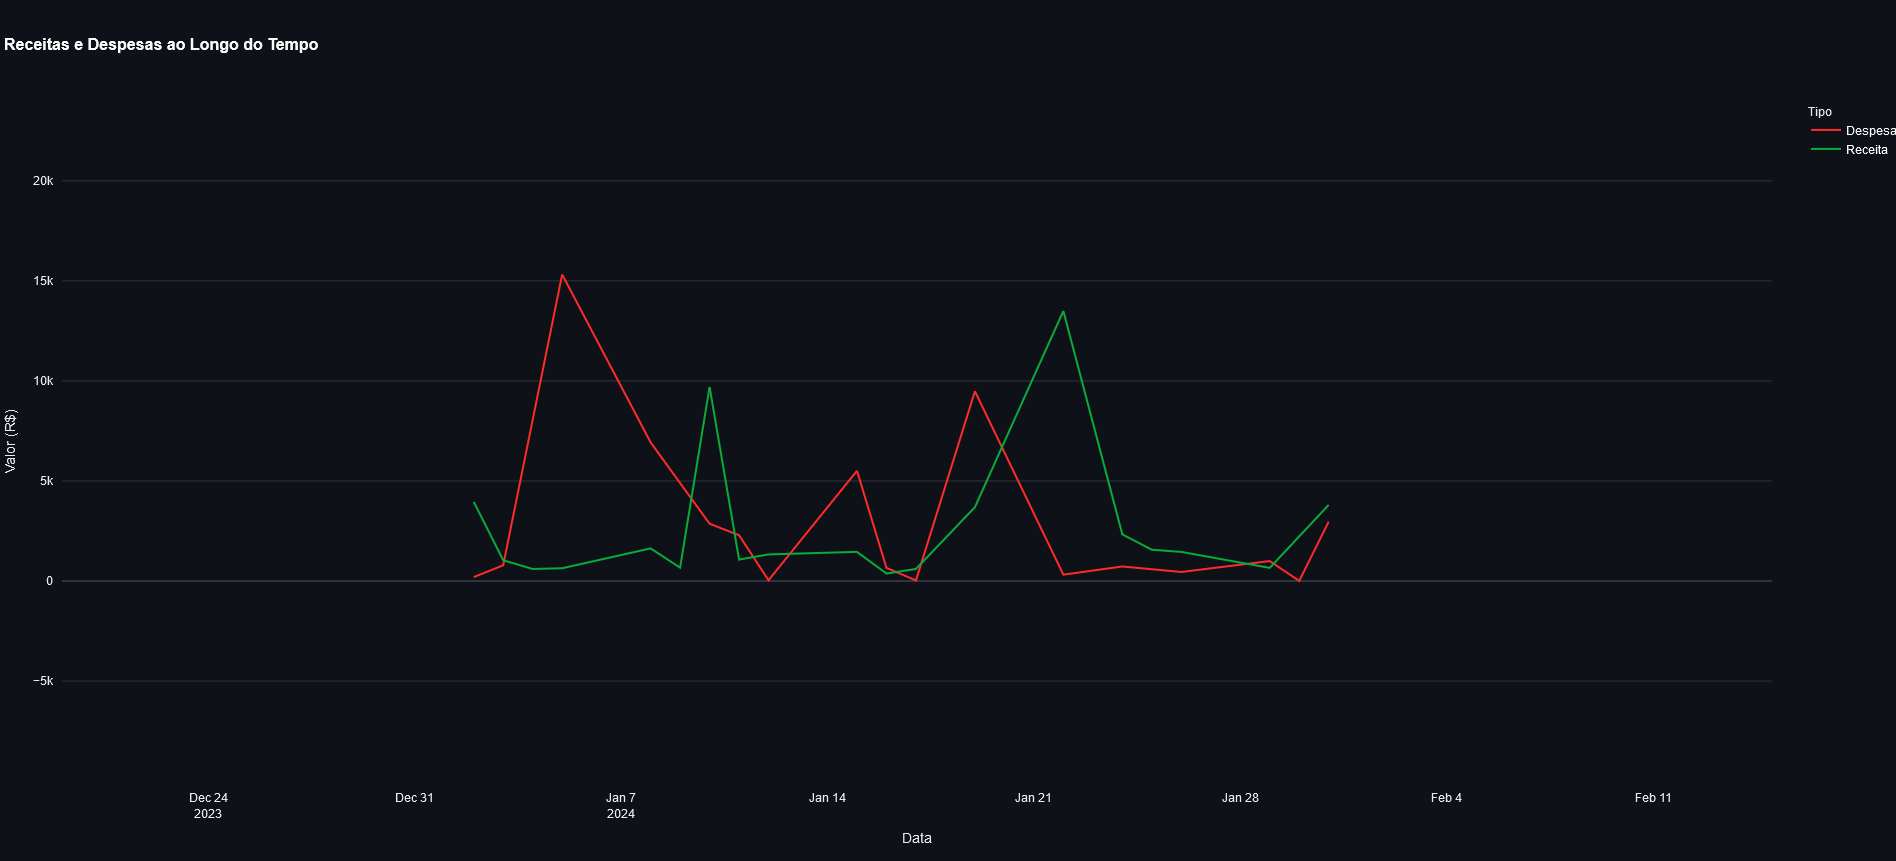 Receitas e Despesas ao Longo do Tempo
Tipo
Despesa
Receita
20k
15k
10k
5k
0
−5k
Valor (R$)
Dec 24
2023
Dec 31
Jan 7
2024
Jan 14
Jan 21
Jan 28
Feb 4
Feb 11
Data